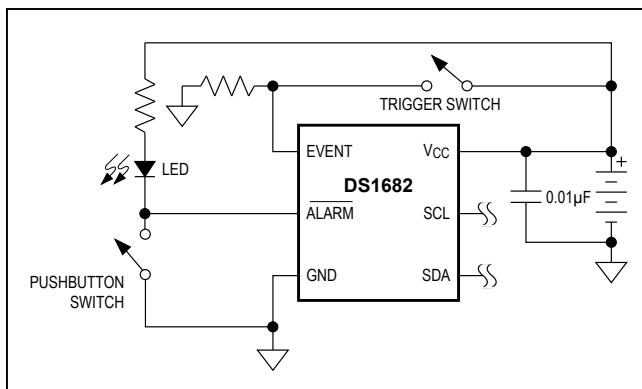 TRIGGER SWITCH
EVENT
VCC
LED
DS1682
+
0.01µF
ALARM
SCL
PUSHBUTTON
SWITCH
GND
SDA